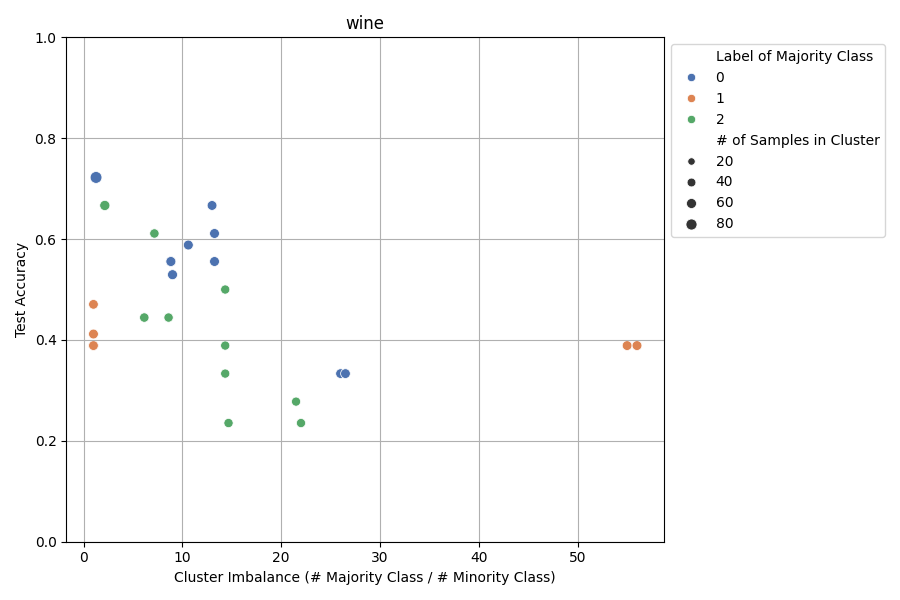 wine
Label of Majority Class
0
1
2
# of Samples in Cluster
20
40
60
80
1.0
0.8
0.6
0.4
0.2
0.0
Test Accuracy
0 10 20 30 40 50
Cluster Imbalance (# Majority Class / # Minority Class)